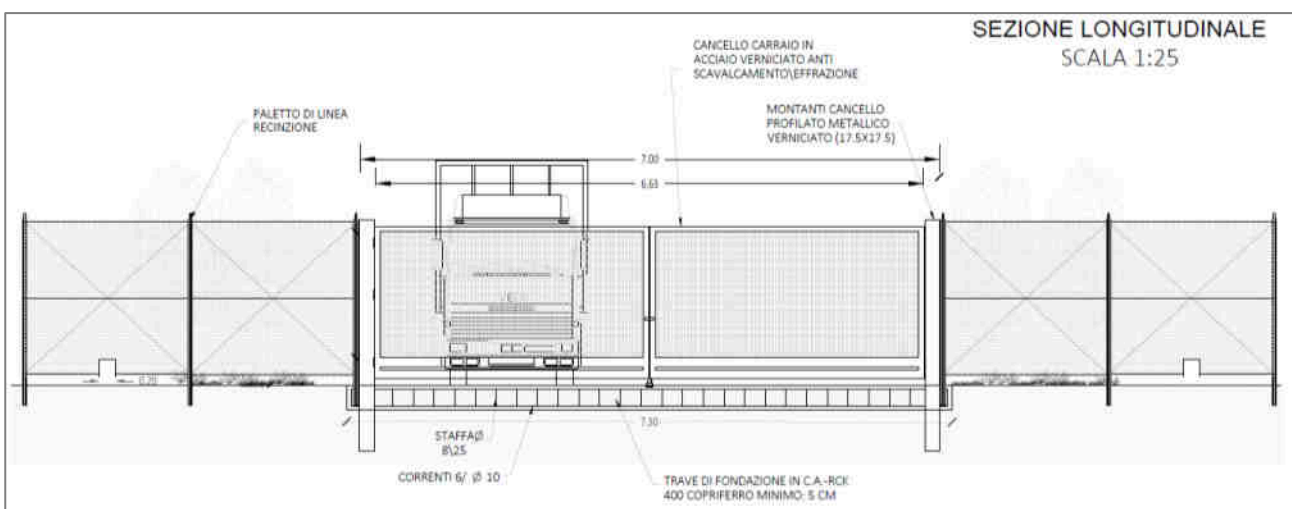 SEZIONE LONGITUDINALE
SCALA 1:25
CANCELLO CARRAIO IN
ACCIAIO VERNICIATO ANTI
SCAVALCAMENTO\EFFRAZIONE
PALETTO DI LINEA
RECINZIONE
MONTANTI CANCELLO
PROFILATO METALLICO
VERNICIATO (17.5X17.5)
7.00
6.63
0.20
7.30
STAFFAØ
8\25
CORRENTI 6/ Ø 10
TRAVE DI FONDAZIONE IN C.A.-RCK
400 COPRIFERRO MINIMO: 5 CM